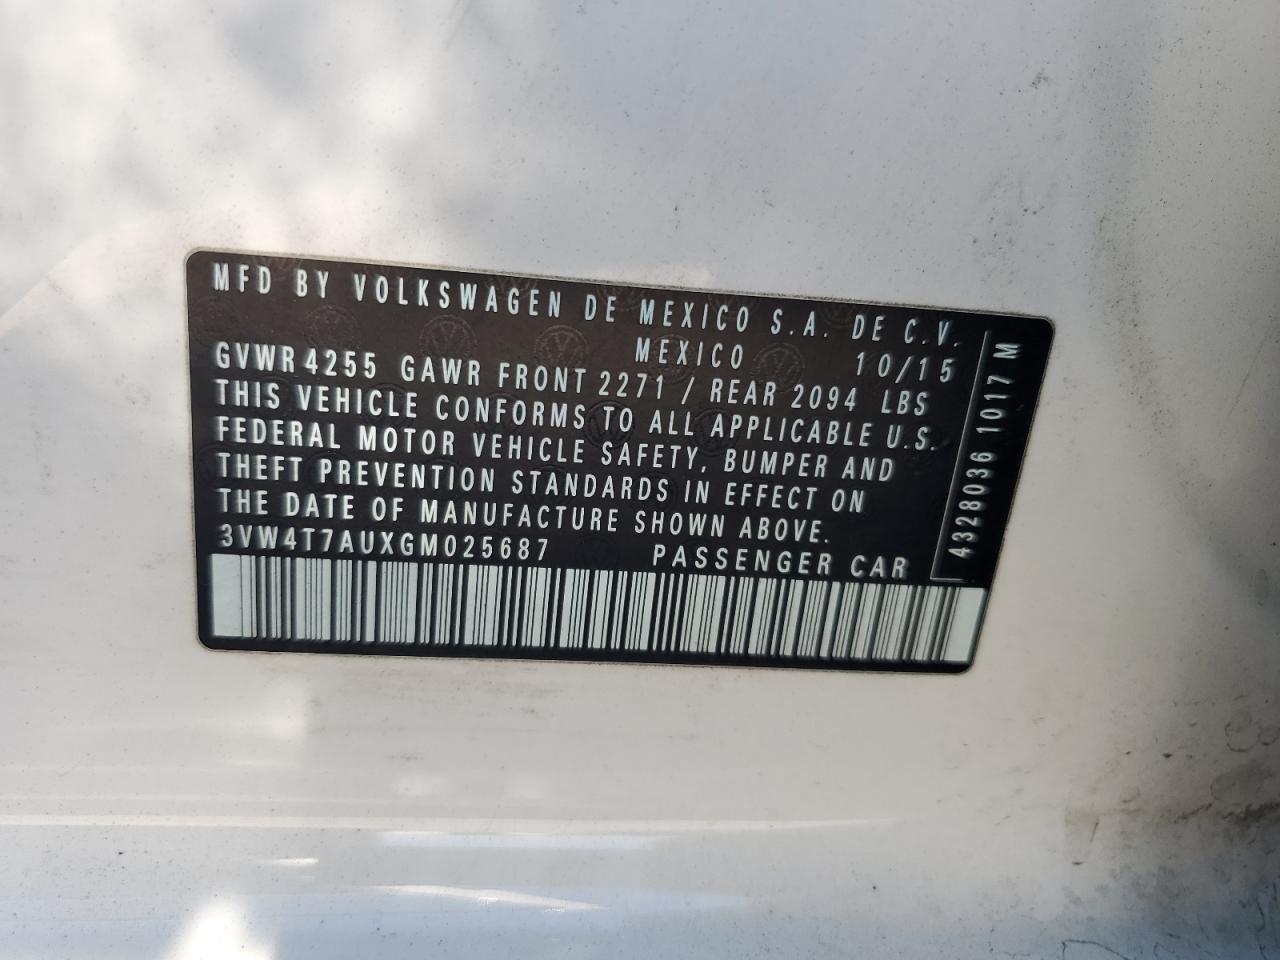 MFD BY VOLKSWAGEN DE MEXICO S.A. DE C.V.
MEXICO 10/15
GVWR 4255 GAWR FRONT 2271 / REAR 2094 LBS
THIS VEHICLE CONFORMS TO ALL APPLICABLE U.S.
FEDERAL MOTOR VEHICLE SAFETY, BUMPER AND
THEFT PREVENTION STANDARDS IN EFFECT ON
THE DATE OF MANUFACTURE SHOWN ABOVE.
3VW4T7AUXGM025687 PASSENGER CAR
4328036 1017 M